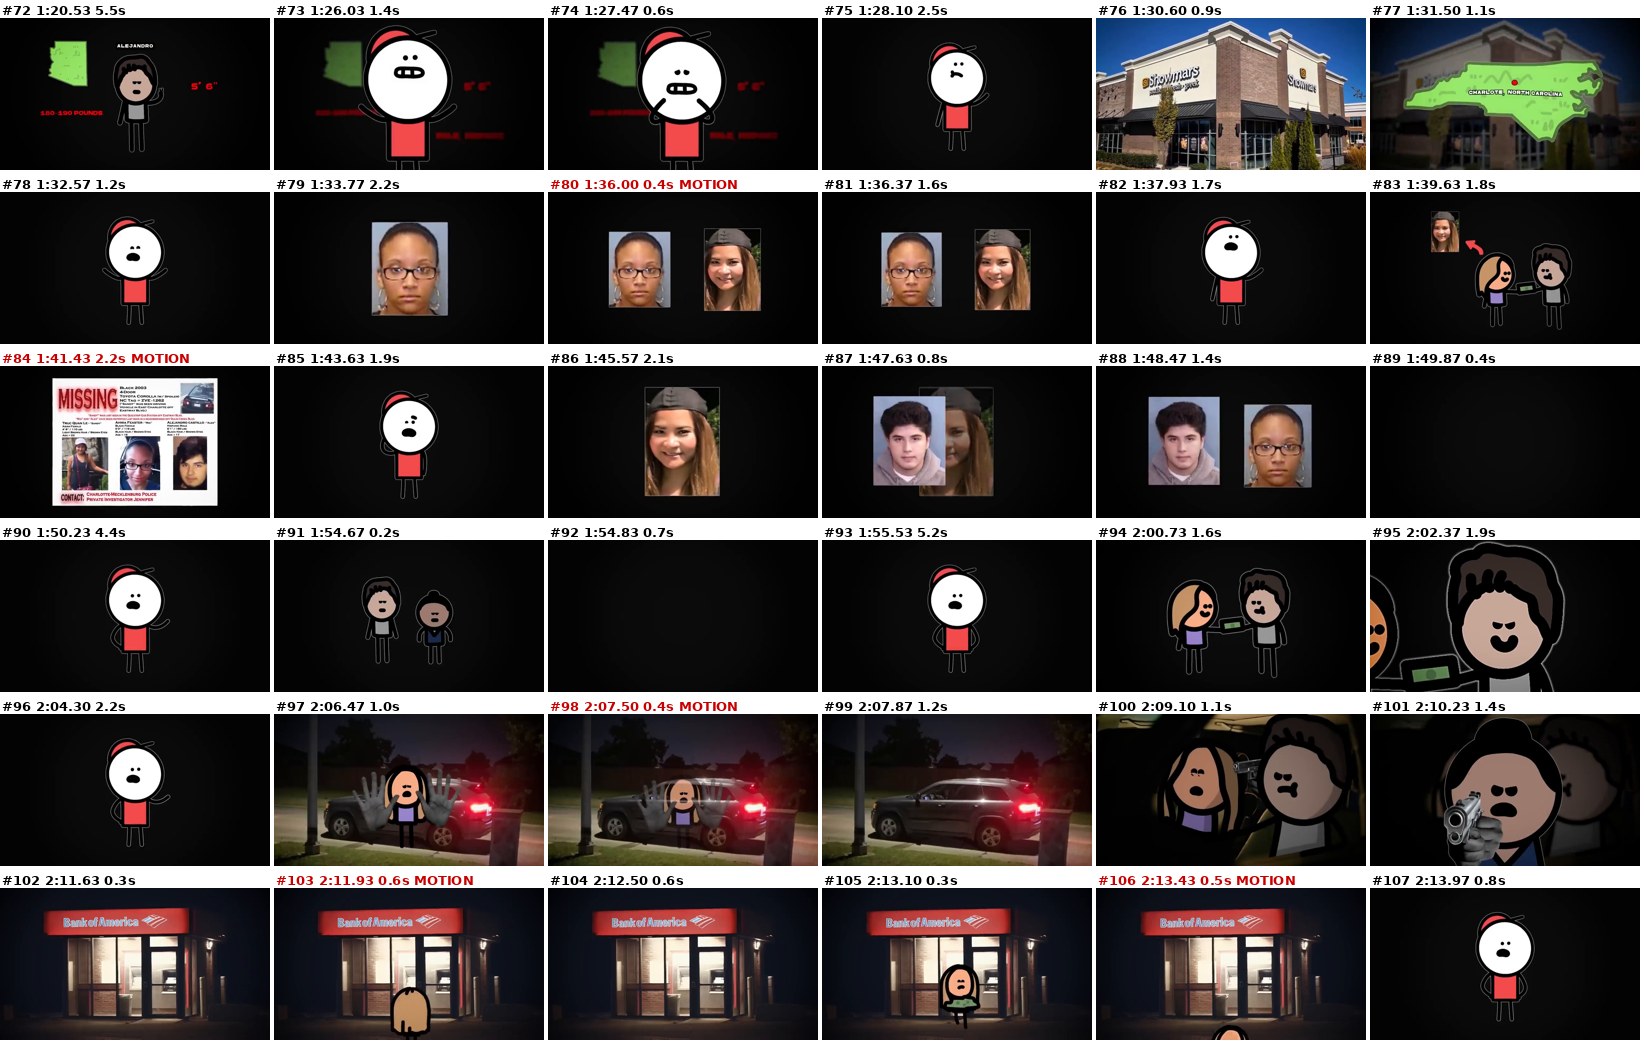 #72 1:20.53 5.5s
#73 1:26.03 1.4s
#74 1:27.47 0.6s
#75 1:28.10 2.5s
#76 1:30.60 0.9s
#77 1:31.50 1.1s
ALEJANDRO
5' 6"
180-190 POUNDS
Showmars
CHARLOTE, NORTH CAROLINA
#78 1:32.57 1.2s
#79 1:33.77 2.2s
#80 1:36.00 0.4s MOTION
#81 1:36.37 1.6s
#82 1:37.93 1.7s
#83 1:39.63 1.8s
#84 1:41.43 2.2s MOTION
#85 1:43.63 1.9s
#86 1:45.57 2.1s
#87 1:47.63 0.8s
#88 1:48.47 1.4s
#89 1:49.87 0.4s
MISSING
CONTACT:
CHARLOTTE-MECKLENBURG POLICE
PRIVATE INVESTIGATOR JENNIFER
#90 1:50.23 4.4s
#91 1:54.67 0.2s
#92 1:54.83 0.7s
#93 1:55.53 5.2s
#94 2:00.73 1.6s
#95 2:02.37 1.9s
#96 2:04.30 2.2s
#97 2:06.47 1.0s
#98 2:07.50 0.4s MOTION
#99 2:07.87 1.2s
#100 2:09.10 1.1s
#101 2:10.23 1.4s
#102 2:11.63 0.3s
#103 2:11.93 0.6s MOTION
#104 2:12.50 0.6s
#105 2:13.10 0.3s
#106 2:13.43 0.5s MOTION
#107 2:13.97 0.8s
Bank of America
Bank of America
Bank of America
Bank of America
Bank of America